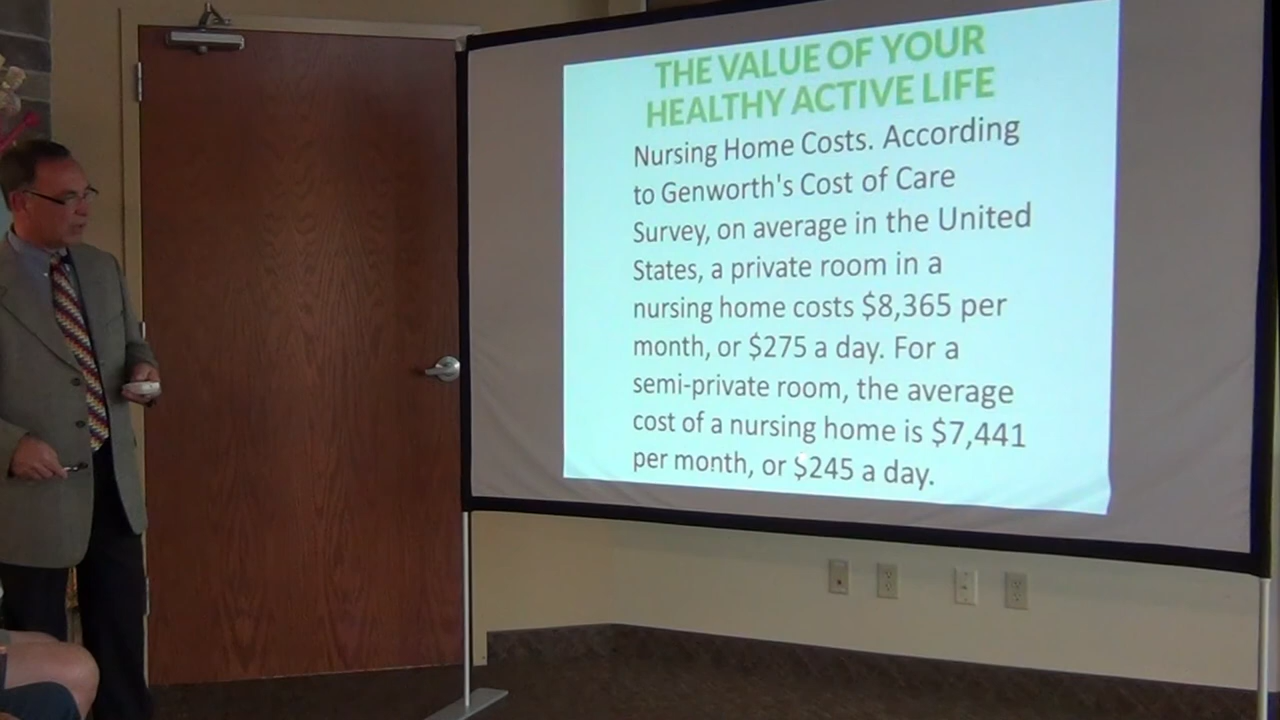 THE VALUE OF YOUR
HEALTHY ACTIVE LIFE
Nursing Home Costs. According
to Genworth's Cost of Care
Survey, on average in the United
States, a private room in a
nursing home costs $8,365 per
month, or $275 a day. For a
semi-private room, the average
cost of a nursing home is $7,441
per month, or $245 a day.